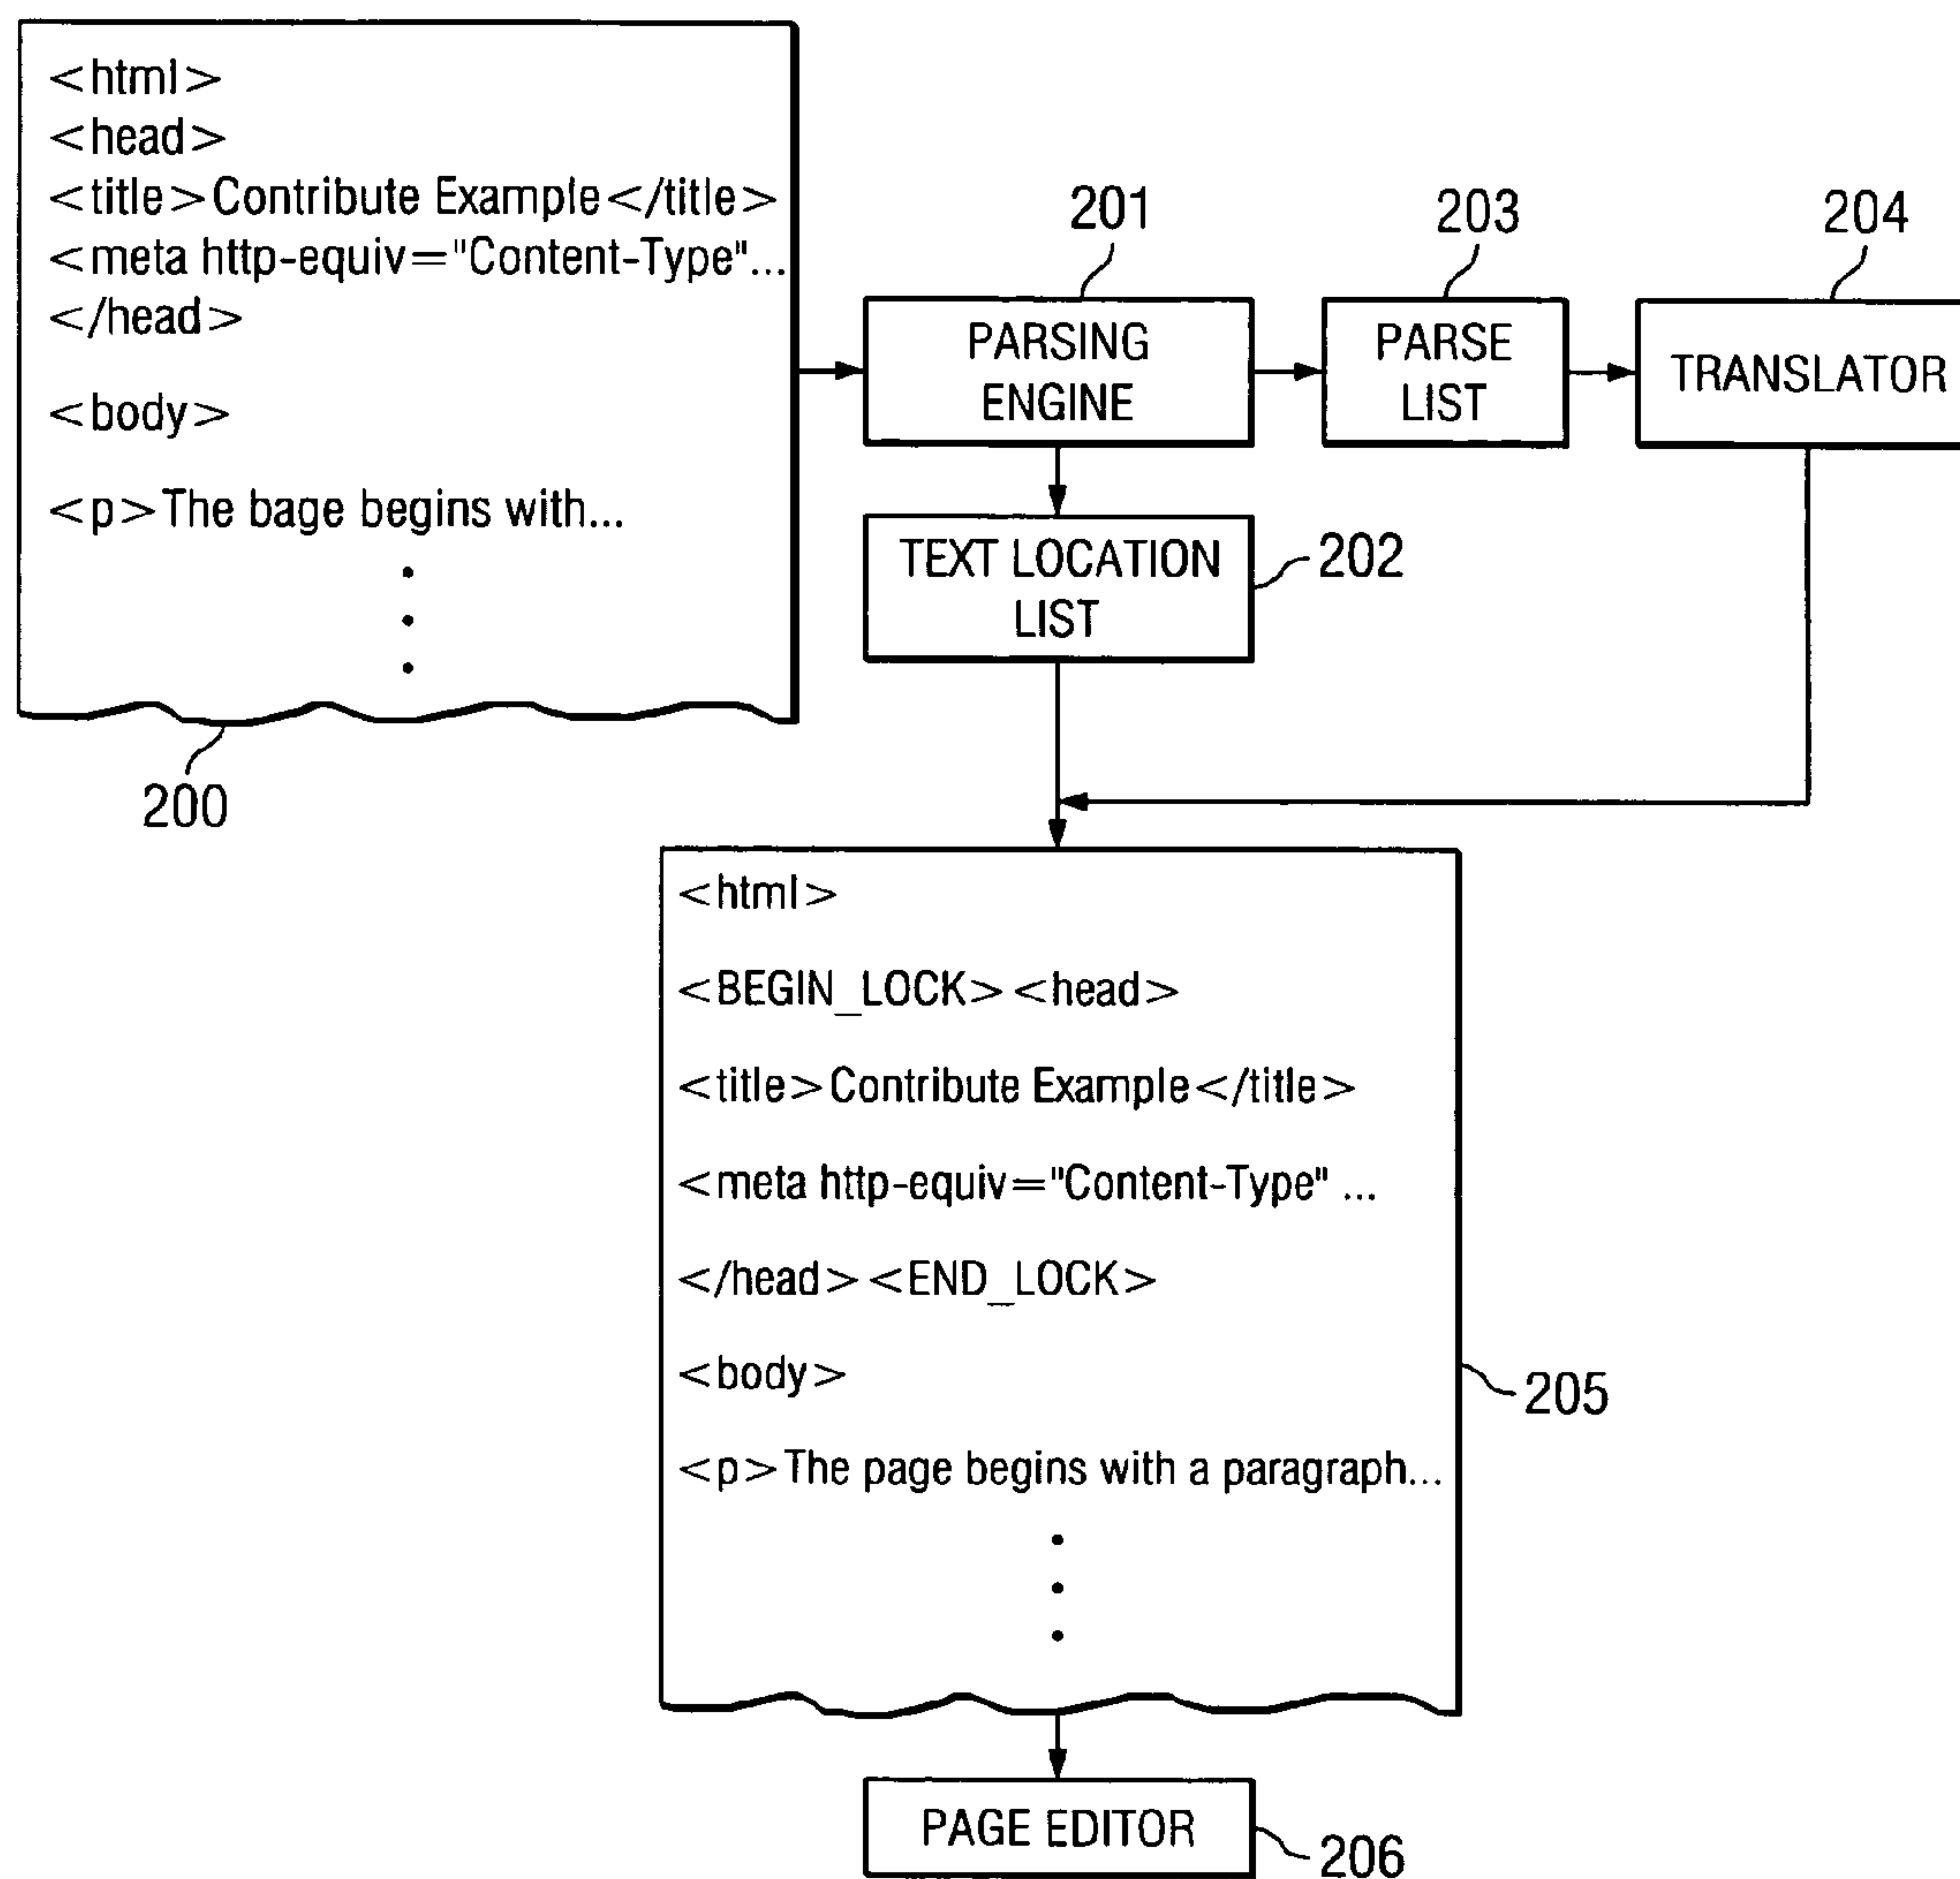 <html>
<head>
<title>Contribute Example</title>
<meta http-equiv="Content-Type"...
</head>
<body>
<p>The bage begins with...
200
201
PARSING
ENGINE
203
PARSE
LIST
204
TRANSLATOR
TEXT LOCATION
LIST
202
<html>
<BEGIN_LOCK><head>
<title>Contribute Example</title>
<meta http-equiv="Content-Type" ...
</head><END_LOCK>
<body>
<p>The page begins with a paragraph...
205
PAGE EDITOR
206